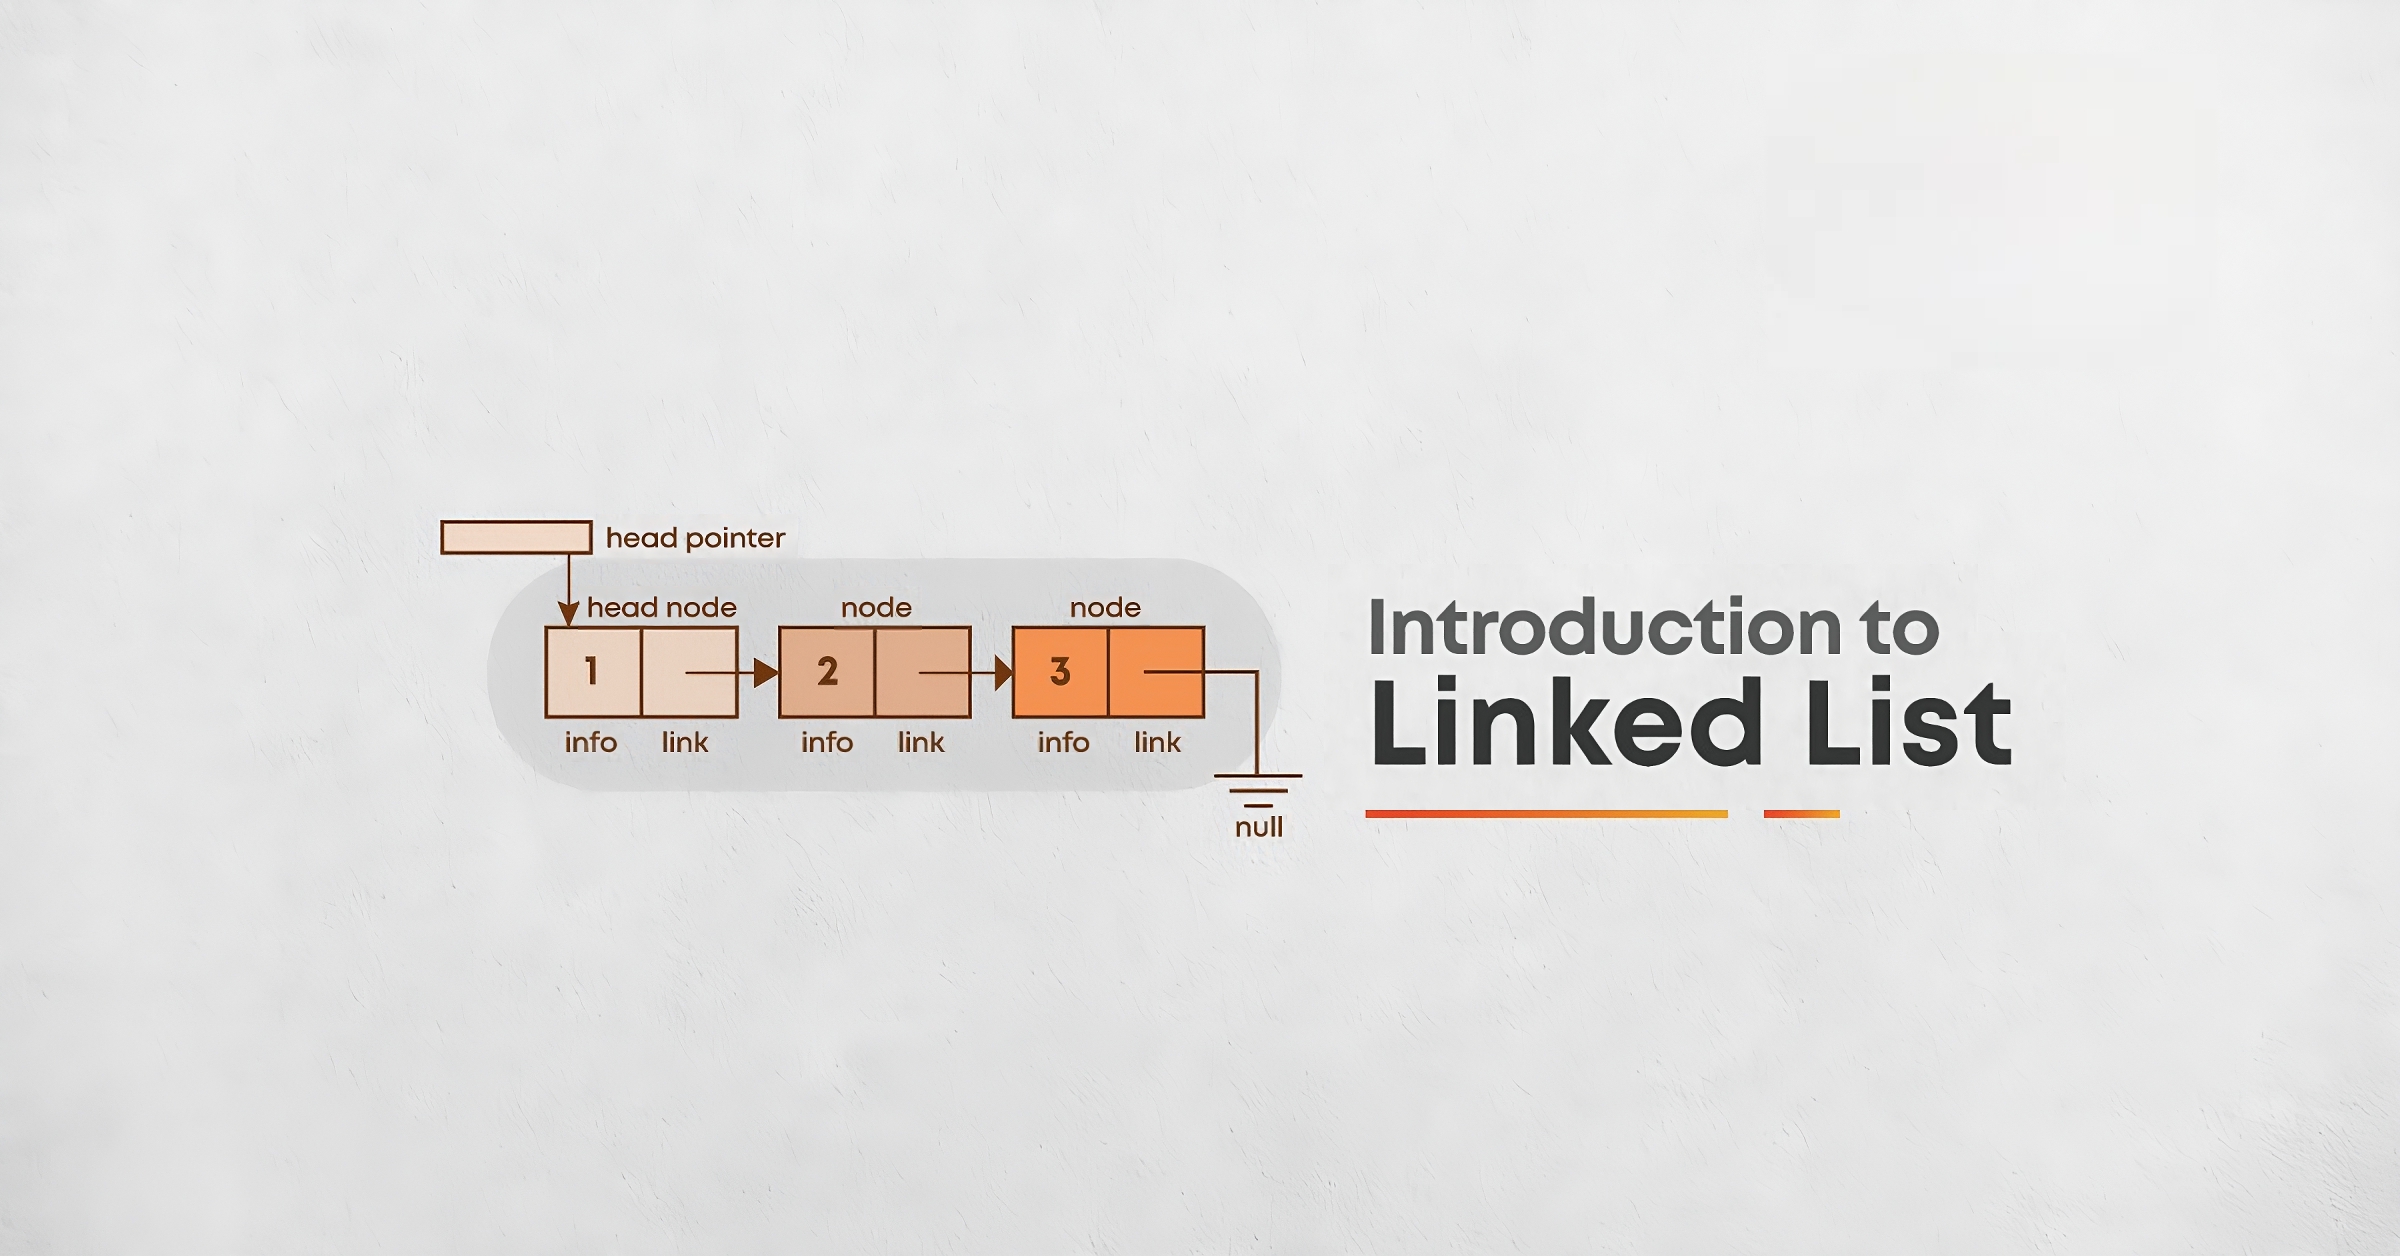 head pointer
head node
node
node
1
2
3
info
link
info
link
info
link
null
Introduction to
Linked List